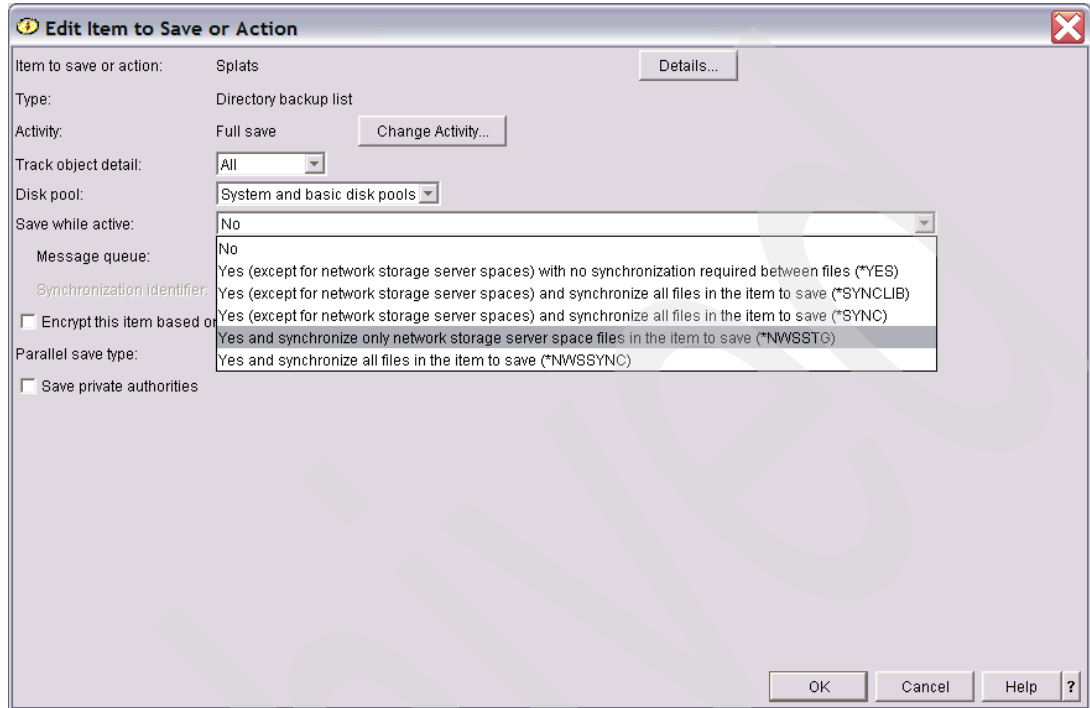 Edit Item to Save or Action
Item to save or action: Splats Details...
Type: Directory backup list
Activity: Full save Change Activity...
Track object detail: All
Disk pool: System and basic disk pools
Save while active: No
No
Message queue:
Yes (except for network storage server spaces) with no synchronization required between files (*YES)
Synchronization identifier:
Yes (except for network storage server spaces) and synchronize all files in the item to save (*SYNCLIB)
Encrypt this item based or
Yes (except for network storage server spaces) and synchronize all files in the item to save (*SYNC)
Yes and synchronize only network storage server space files in the item to save (*NWSSTG)
Parallel save type:
Yes and synchronize all files in the item to save (*NWSSYNC)
Save private authorities
OK Cancel Help ?